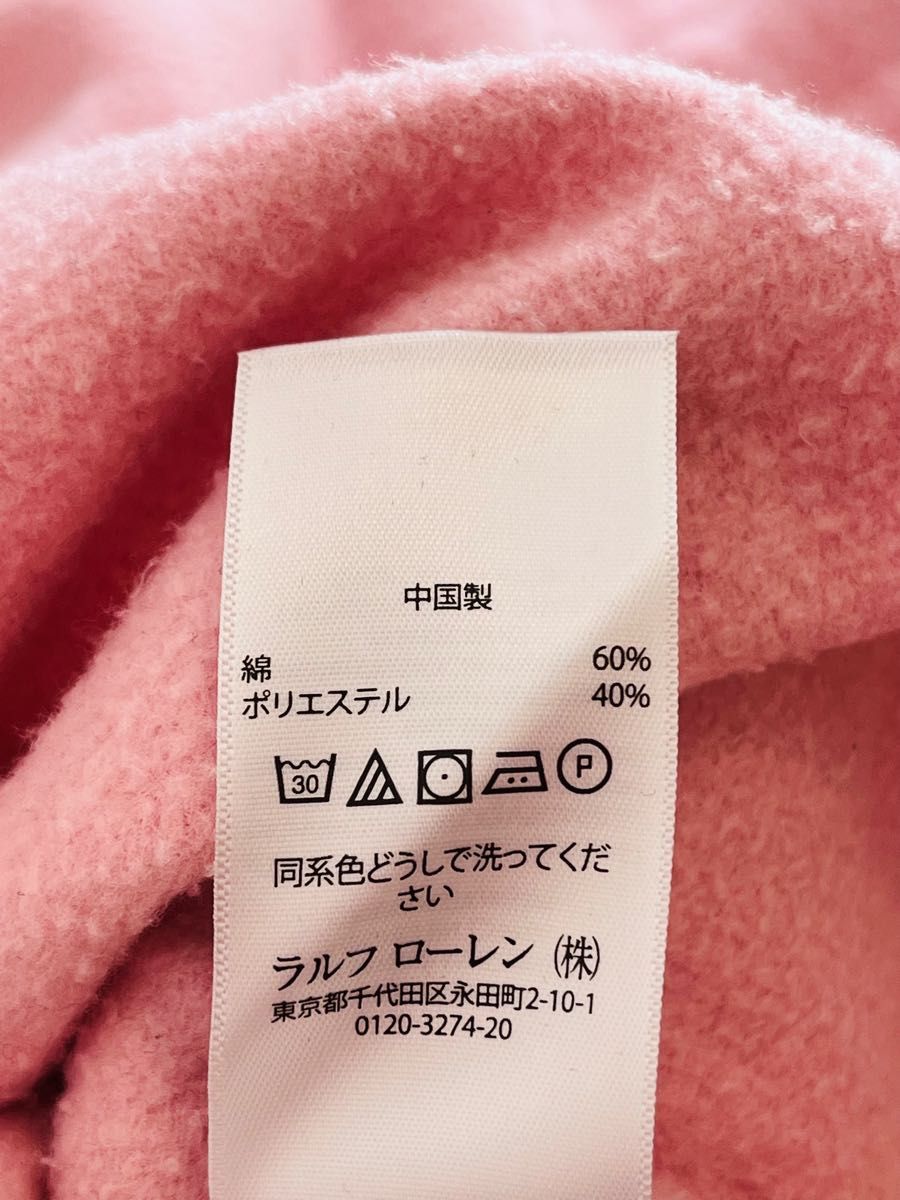 中国製
綿 60%
ポリエステル 40%
30 P
同系色どうしで洗ってくだ
さい
ラルフ ローレン (株)
東京都千代田区永田町2-10-1
0120-3274-20